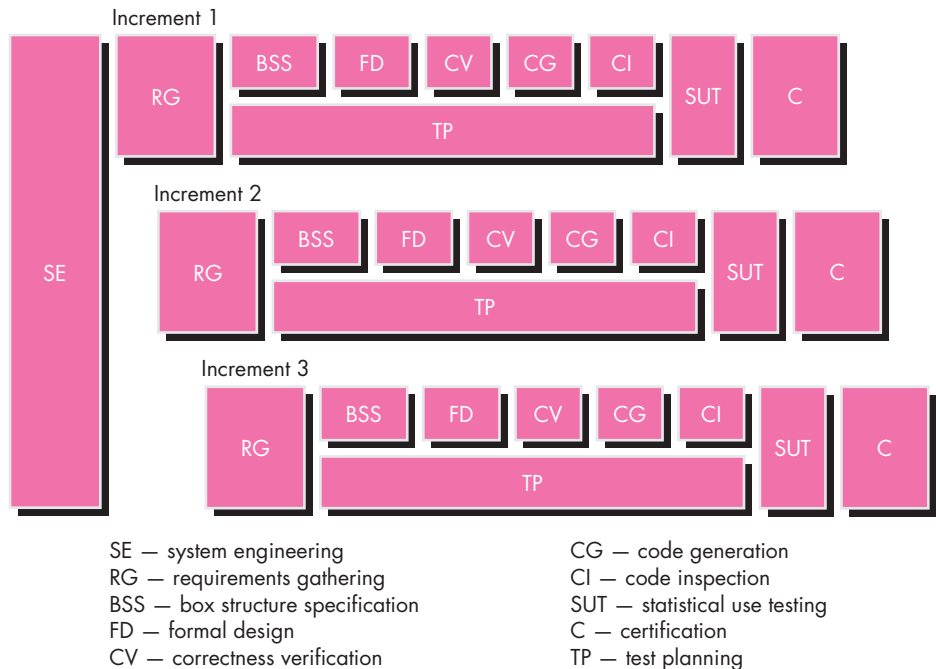 Increment 1
BSS FD CV CG CI
RG SUT C
TP
Increment 2
BSS FD CV CG CI
SE RG SUT C
TP
Increment 3
BSS FD CV CG CI
RG SUT C
TP
SE — system engineering
RG — requirements gathering
BSS — box structure specification
FD — formal design
CV — correctness verification
CG — code generation
CI — code inspection
SUT — statistical use testing
C — certification
TP — test planning